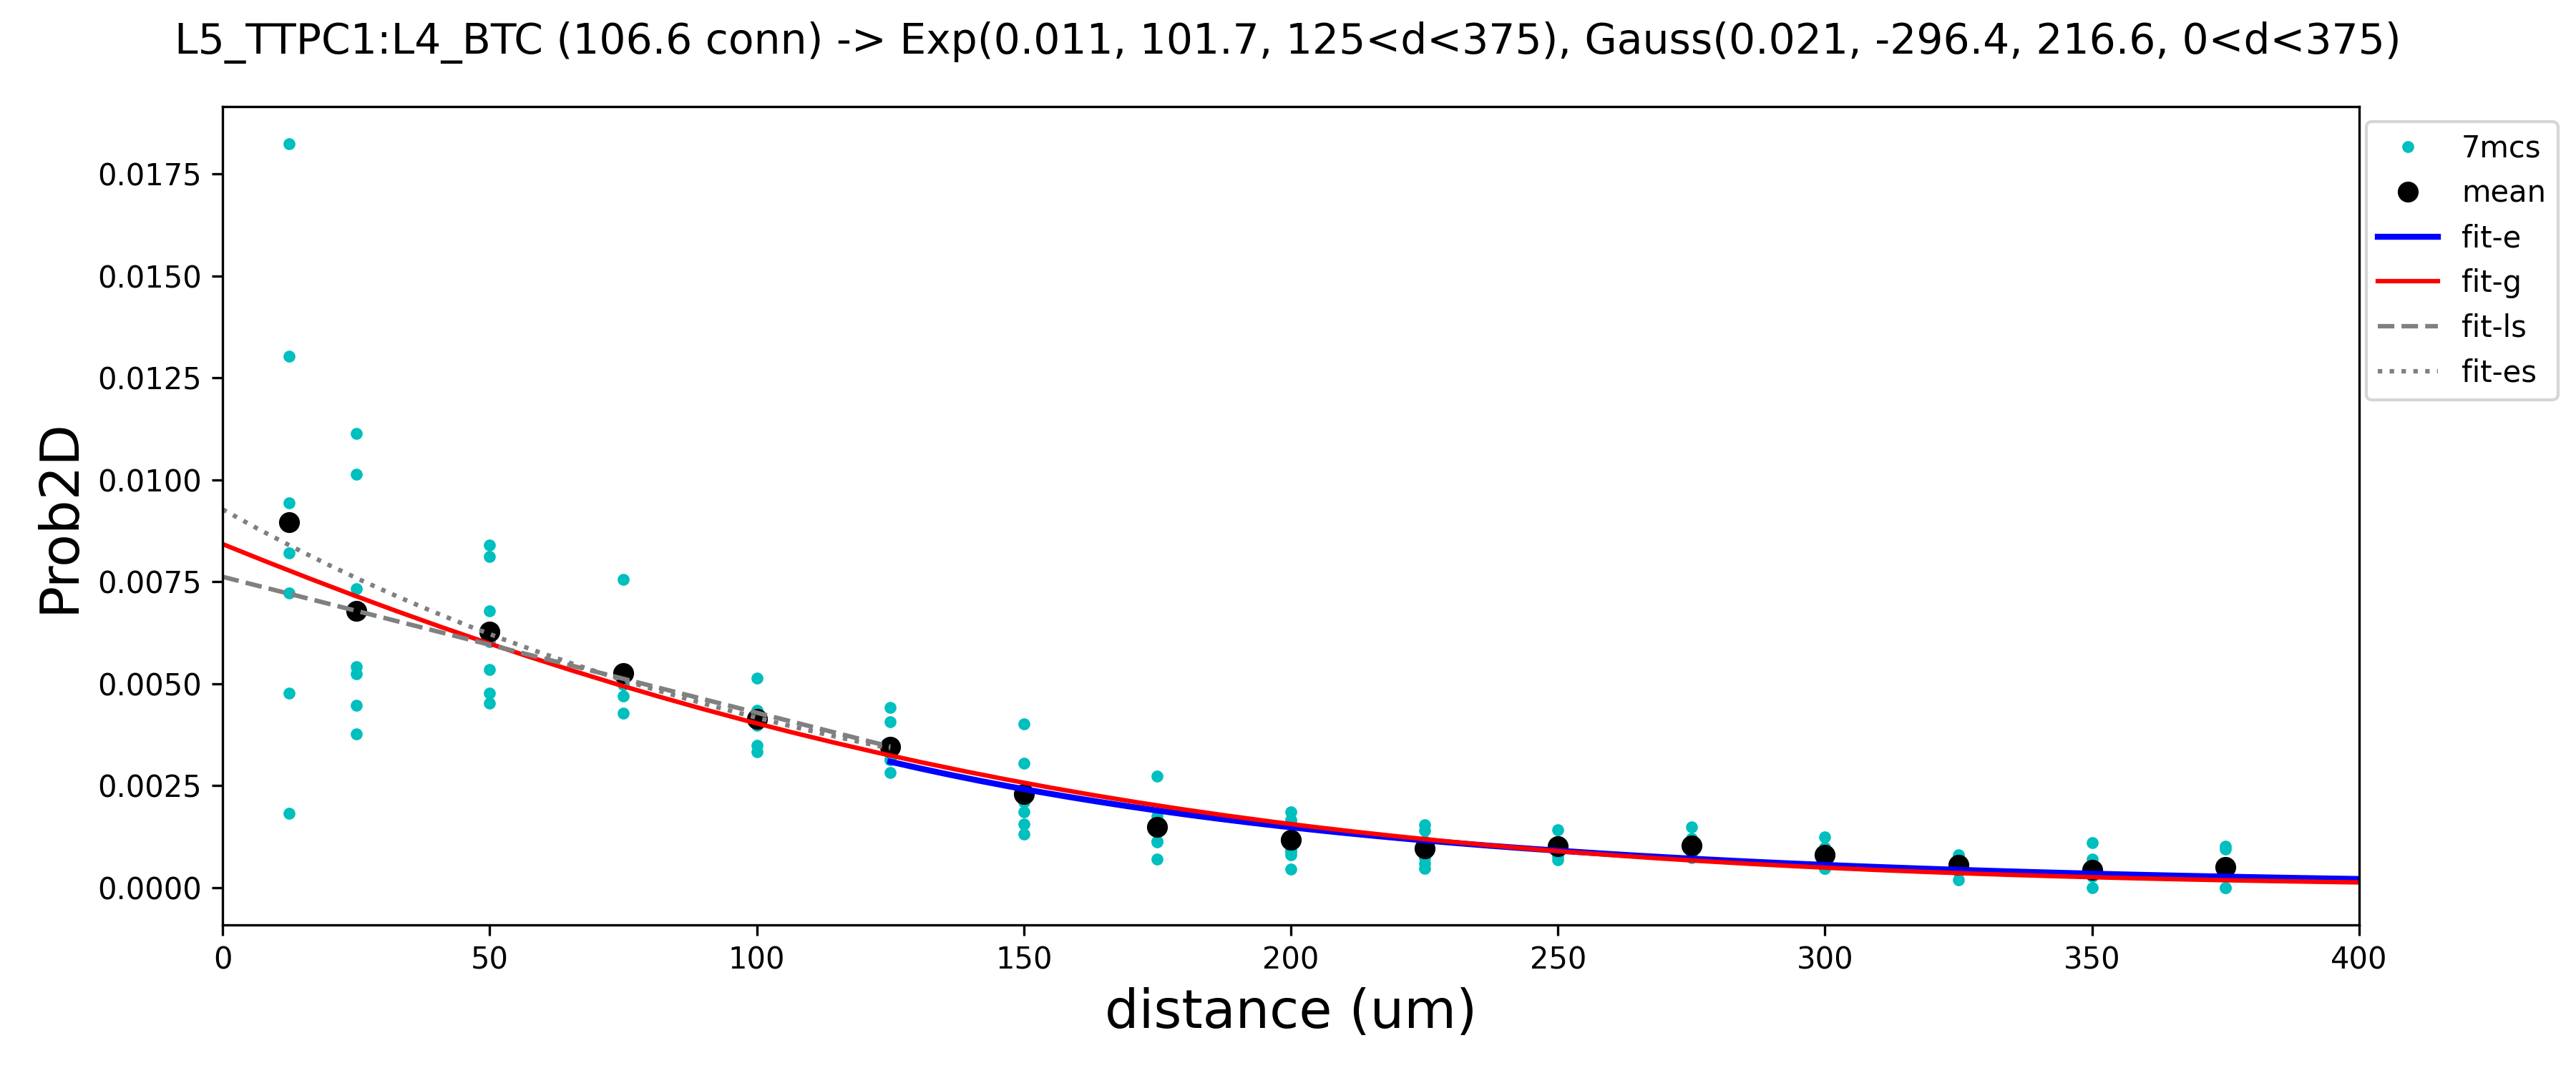 L5_TTPC1:L4_BTC (106.6 conn) -> Exp(0.011, 101.7, 125<d<375), Gauss(0.021, -296.4, 216.6, 0<d<375)
0.0175
0.0150
0.0125
0.0100
0.0075
0.0050
0.0025
0.0000
Prob2D
0 50 100 150 200 250 300 350 400
distance (um)
7mcs
mean
fit-e
fit-g
fit-ls
fit-es